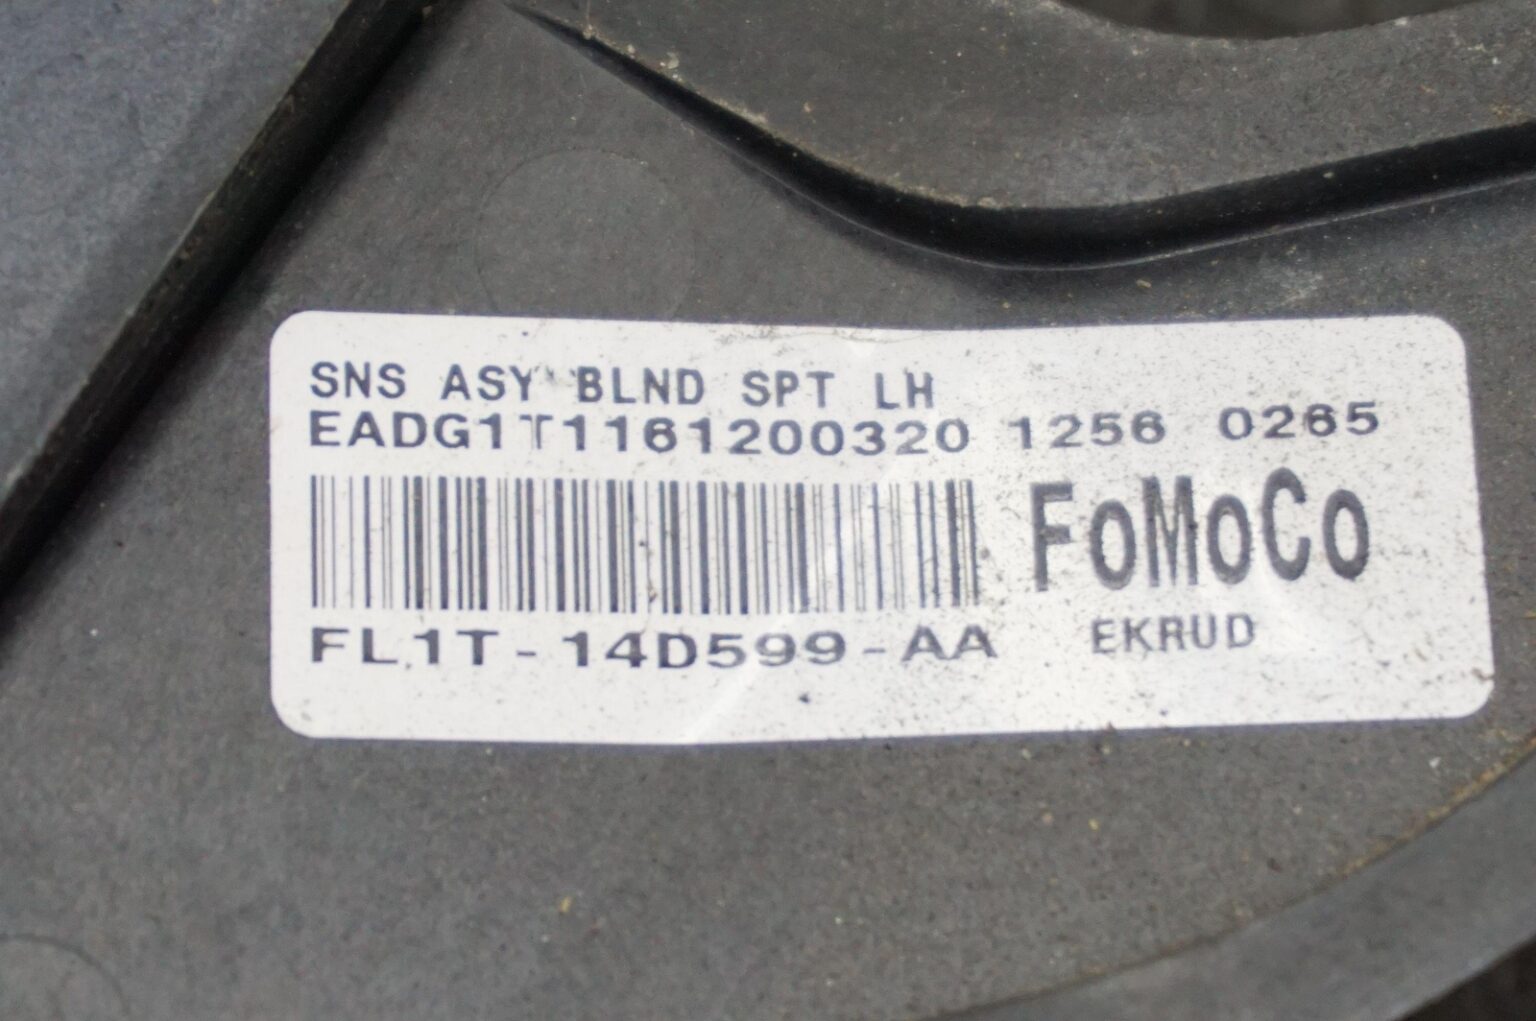 SNS ASY BLND SPT LH
EADG1T1161200320 1256 0265
FoMoCo
FL1T-14D599-AA EKRUD